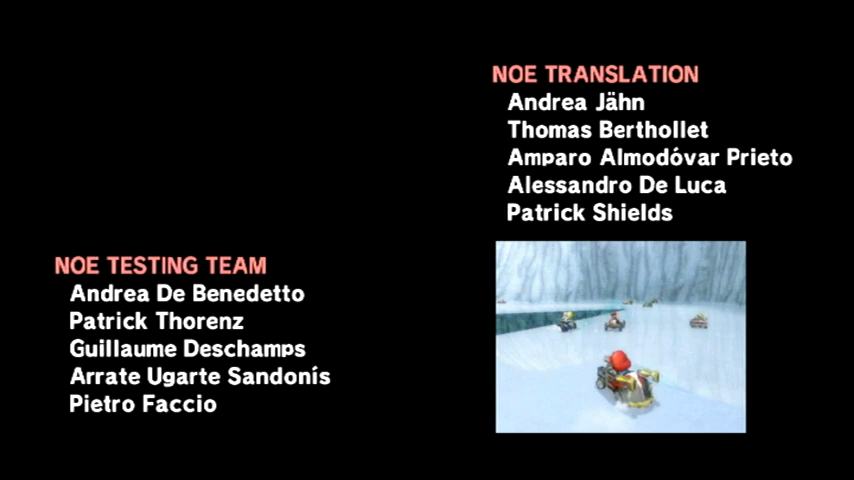 NOE TRANSLATION
Andrea Jähn
Thomas Berthollet
Amparo Almodóvar Prieto
Alessandro De Luca
Patrick Shields
NOE TESTING TEAM
Andrea De Benedetto
Patrick Thorenz
Guillaume Deschamps
Arrate Ugarte Sandonís
Pietro Faccio